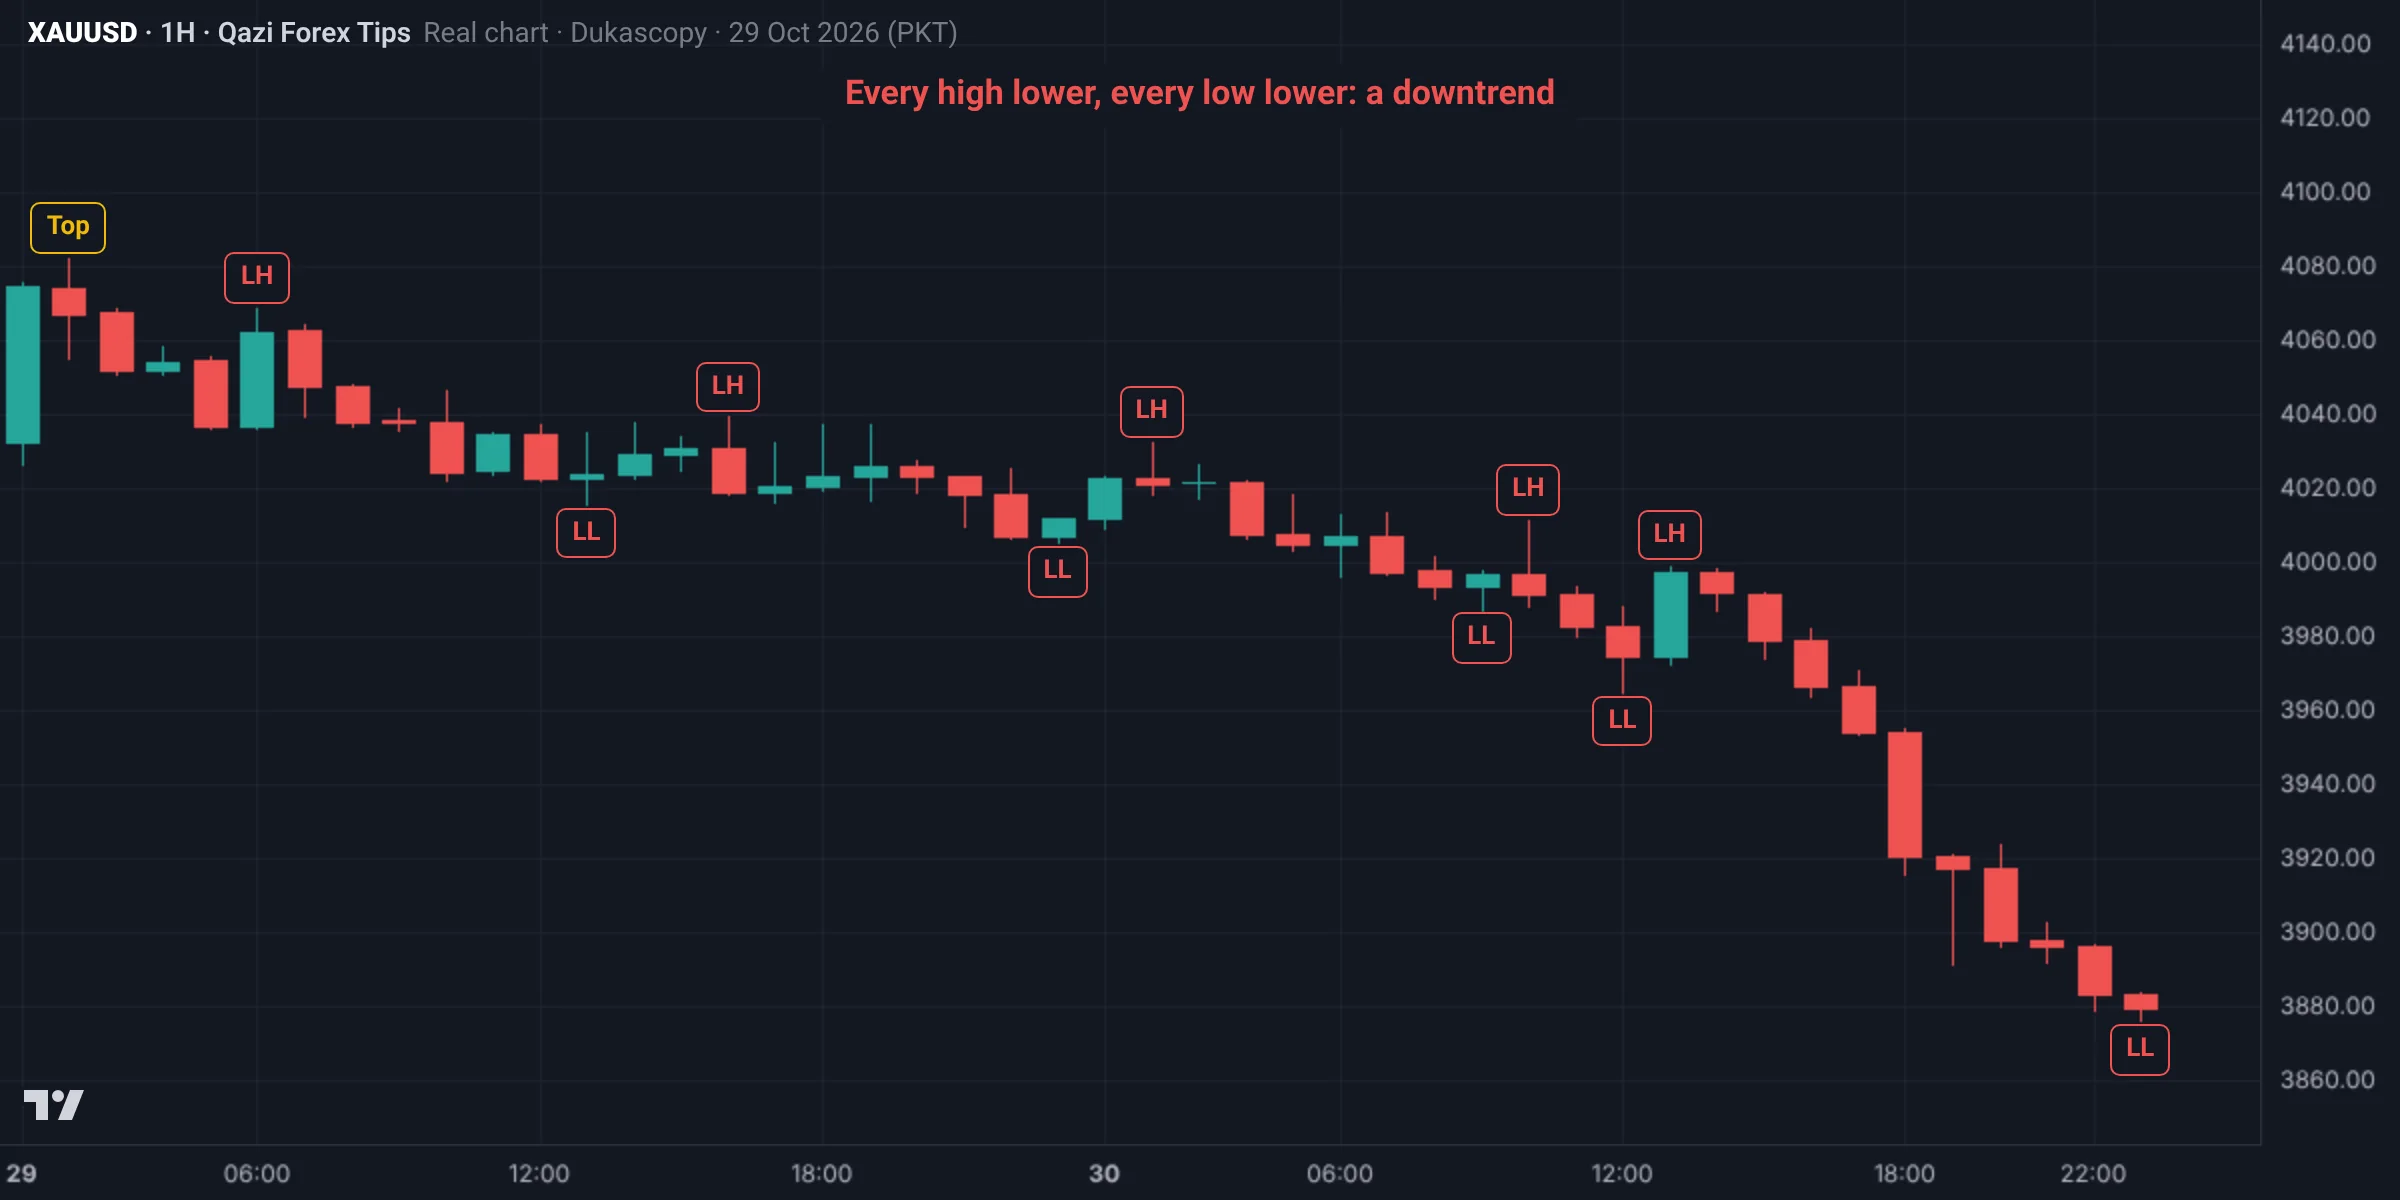 XAUUSD · 1H · Qazi Forex Tips Real chart · Dukascopy · 29 Oct 2026 (PKT)
Every high lower, every low lower: a downtrend
4140.00
4120.00
4100.00
4080.00
4060.00
4040.00
4020.00
4000.00
3980.00
3960.00
3940.00
3920.00
3900.00
3880.00
3860.00
Top
LH
LH
LH
LH
LH
LL
LL
LL
LL
LL
29 06:00 12:00 18:00 30 06:00 12:00 18:00 22:00